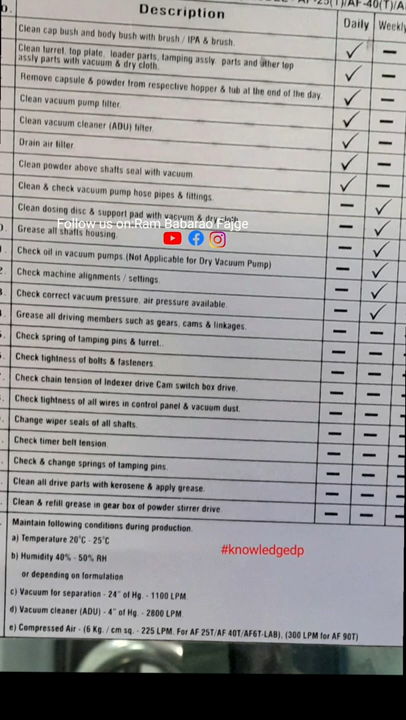 Description
Daily Weekly
Clean cap bush and body bush with brush / IPA & brush.
Clean turret, top plate, loader parts, tamping assly. parts and other top
assly parts with vacuum & dry cloth.
Remove capsule & powder from respective hopper & tub at the end of the day.
Clean vacuum pump filter.
Clean vacuum cleaner (ADU) filter.
Drain air filter.
Clean powder above shafts seal with vacuum.
Clean & check vacuum pump hose pipes & fittings.
Clean dosing disc & support pad with vacuum & dry cloth.
Follow us on:Ram Babarao Fajge
Grease all shafts housing.
Check oil in vacuum pumps.(Not Applicable for Dry Vacuum Pump)
Check machine alignments / settings.
Check correct vacuum pressure, air pressure available.
Grease all driving members such as gears, cams & linkages.
Check spring of tamping pins & turret..
Check tightness of bolts & fasteners.
Check chain tension of Indexer drive Cam switch box drive.
Check tightness of all wires in control panel & vacuum dust.
Change wiper seals of all shafts.
Check timer belt tension.
Check & change springs of tamping pins.
Clean all drive parts with kerosene & apply grease.
Clean & refill grease in gear box of powder stirrer drive.
Maintain following conditions during production.
a) Temperature 20°C - 25°C
#knowledgedp
b) Humidity 40% - 50% RH
or depending on formulation
c) Vacuum for separation - 24" of Hg. - 1100 LPM
d) Vacuum cleaner (ADU) - 4" of Hg - 2800 LPM.
e) Compressed Air - (6 Kg. / cm sq. - 225 LPM. For AF 25T/AF 40T/AF6T-LAB), (300 LPM for AF 90T)